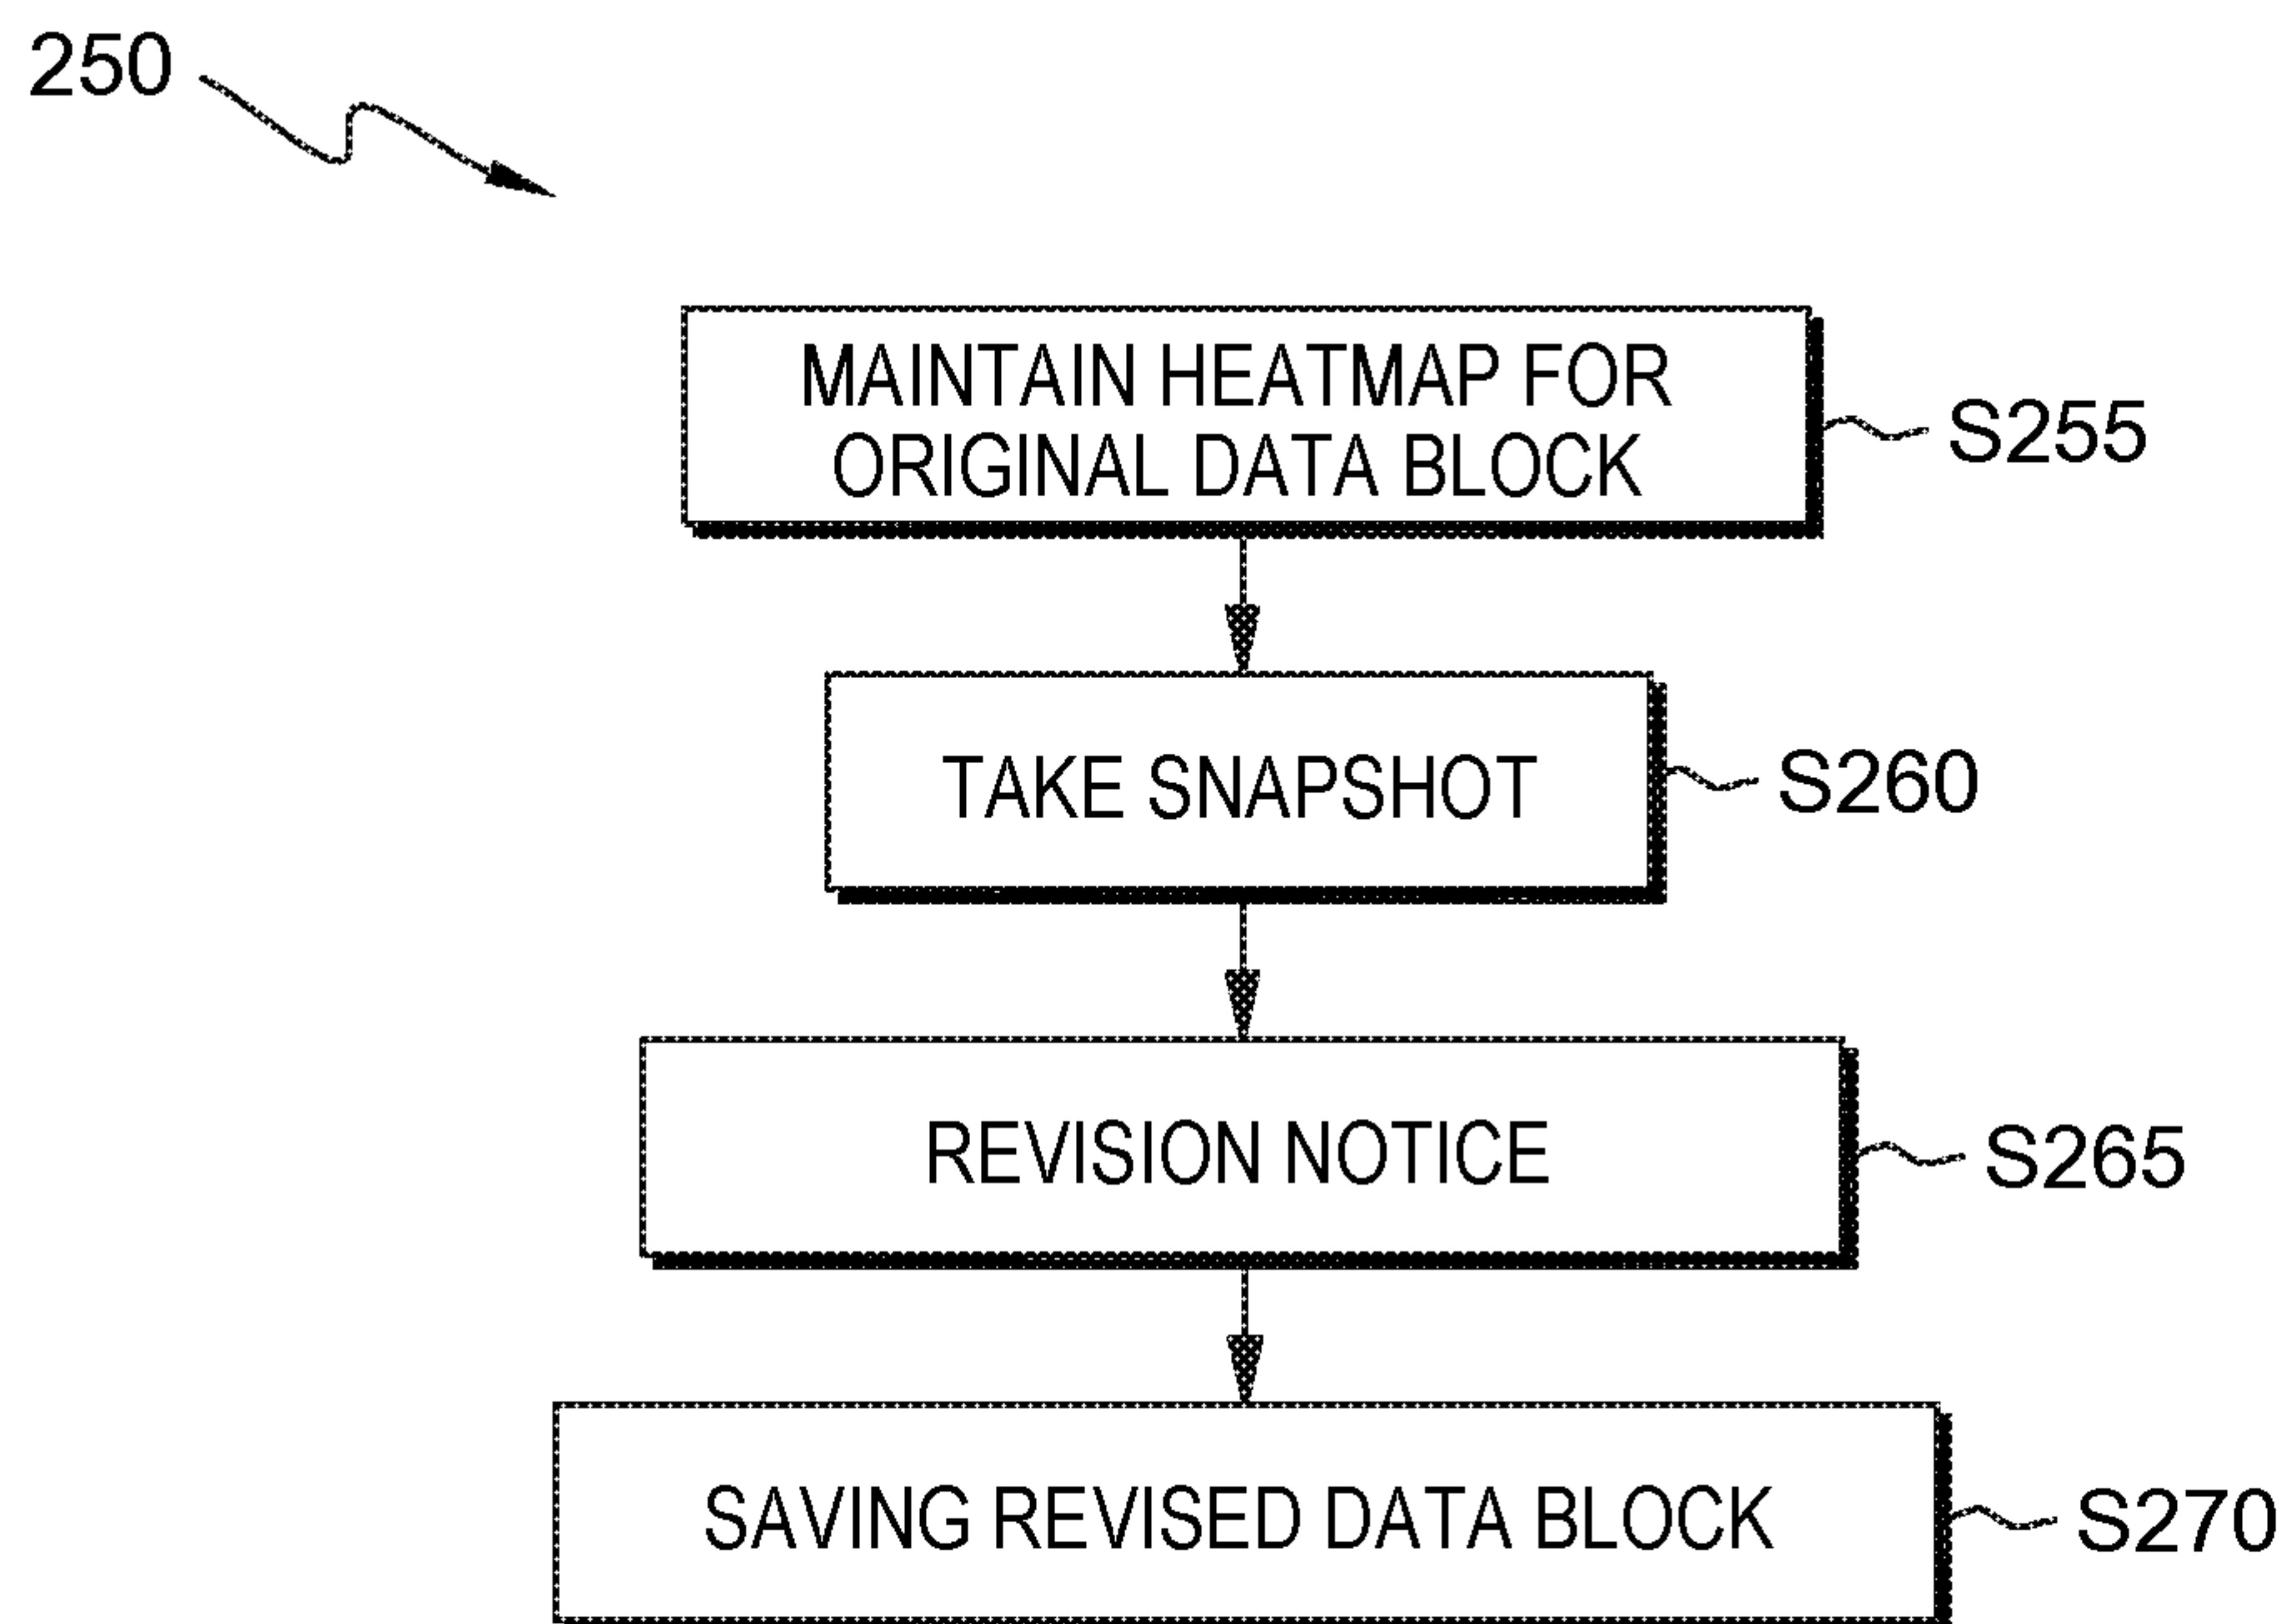 250
MAINTAIN HEATMAP FOR
ORIGINAL DATA BLOCK
S255
TAKE SNAPSHOT
S260
REVISION NOTICE
S265
SAVING REVISED DATA BLOCK
S270